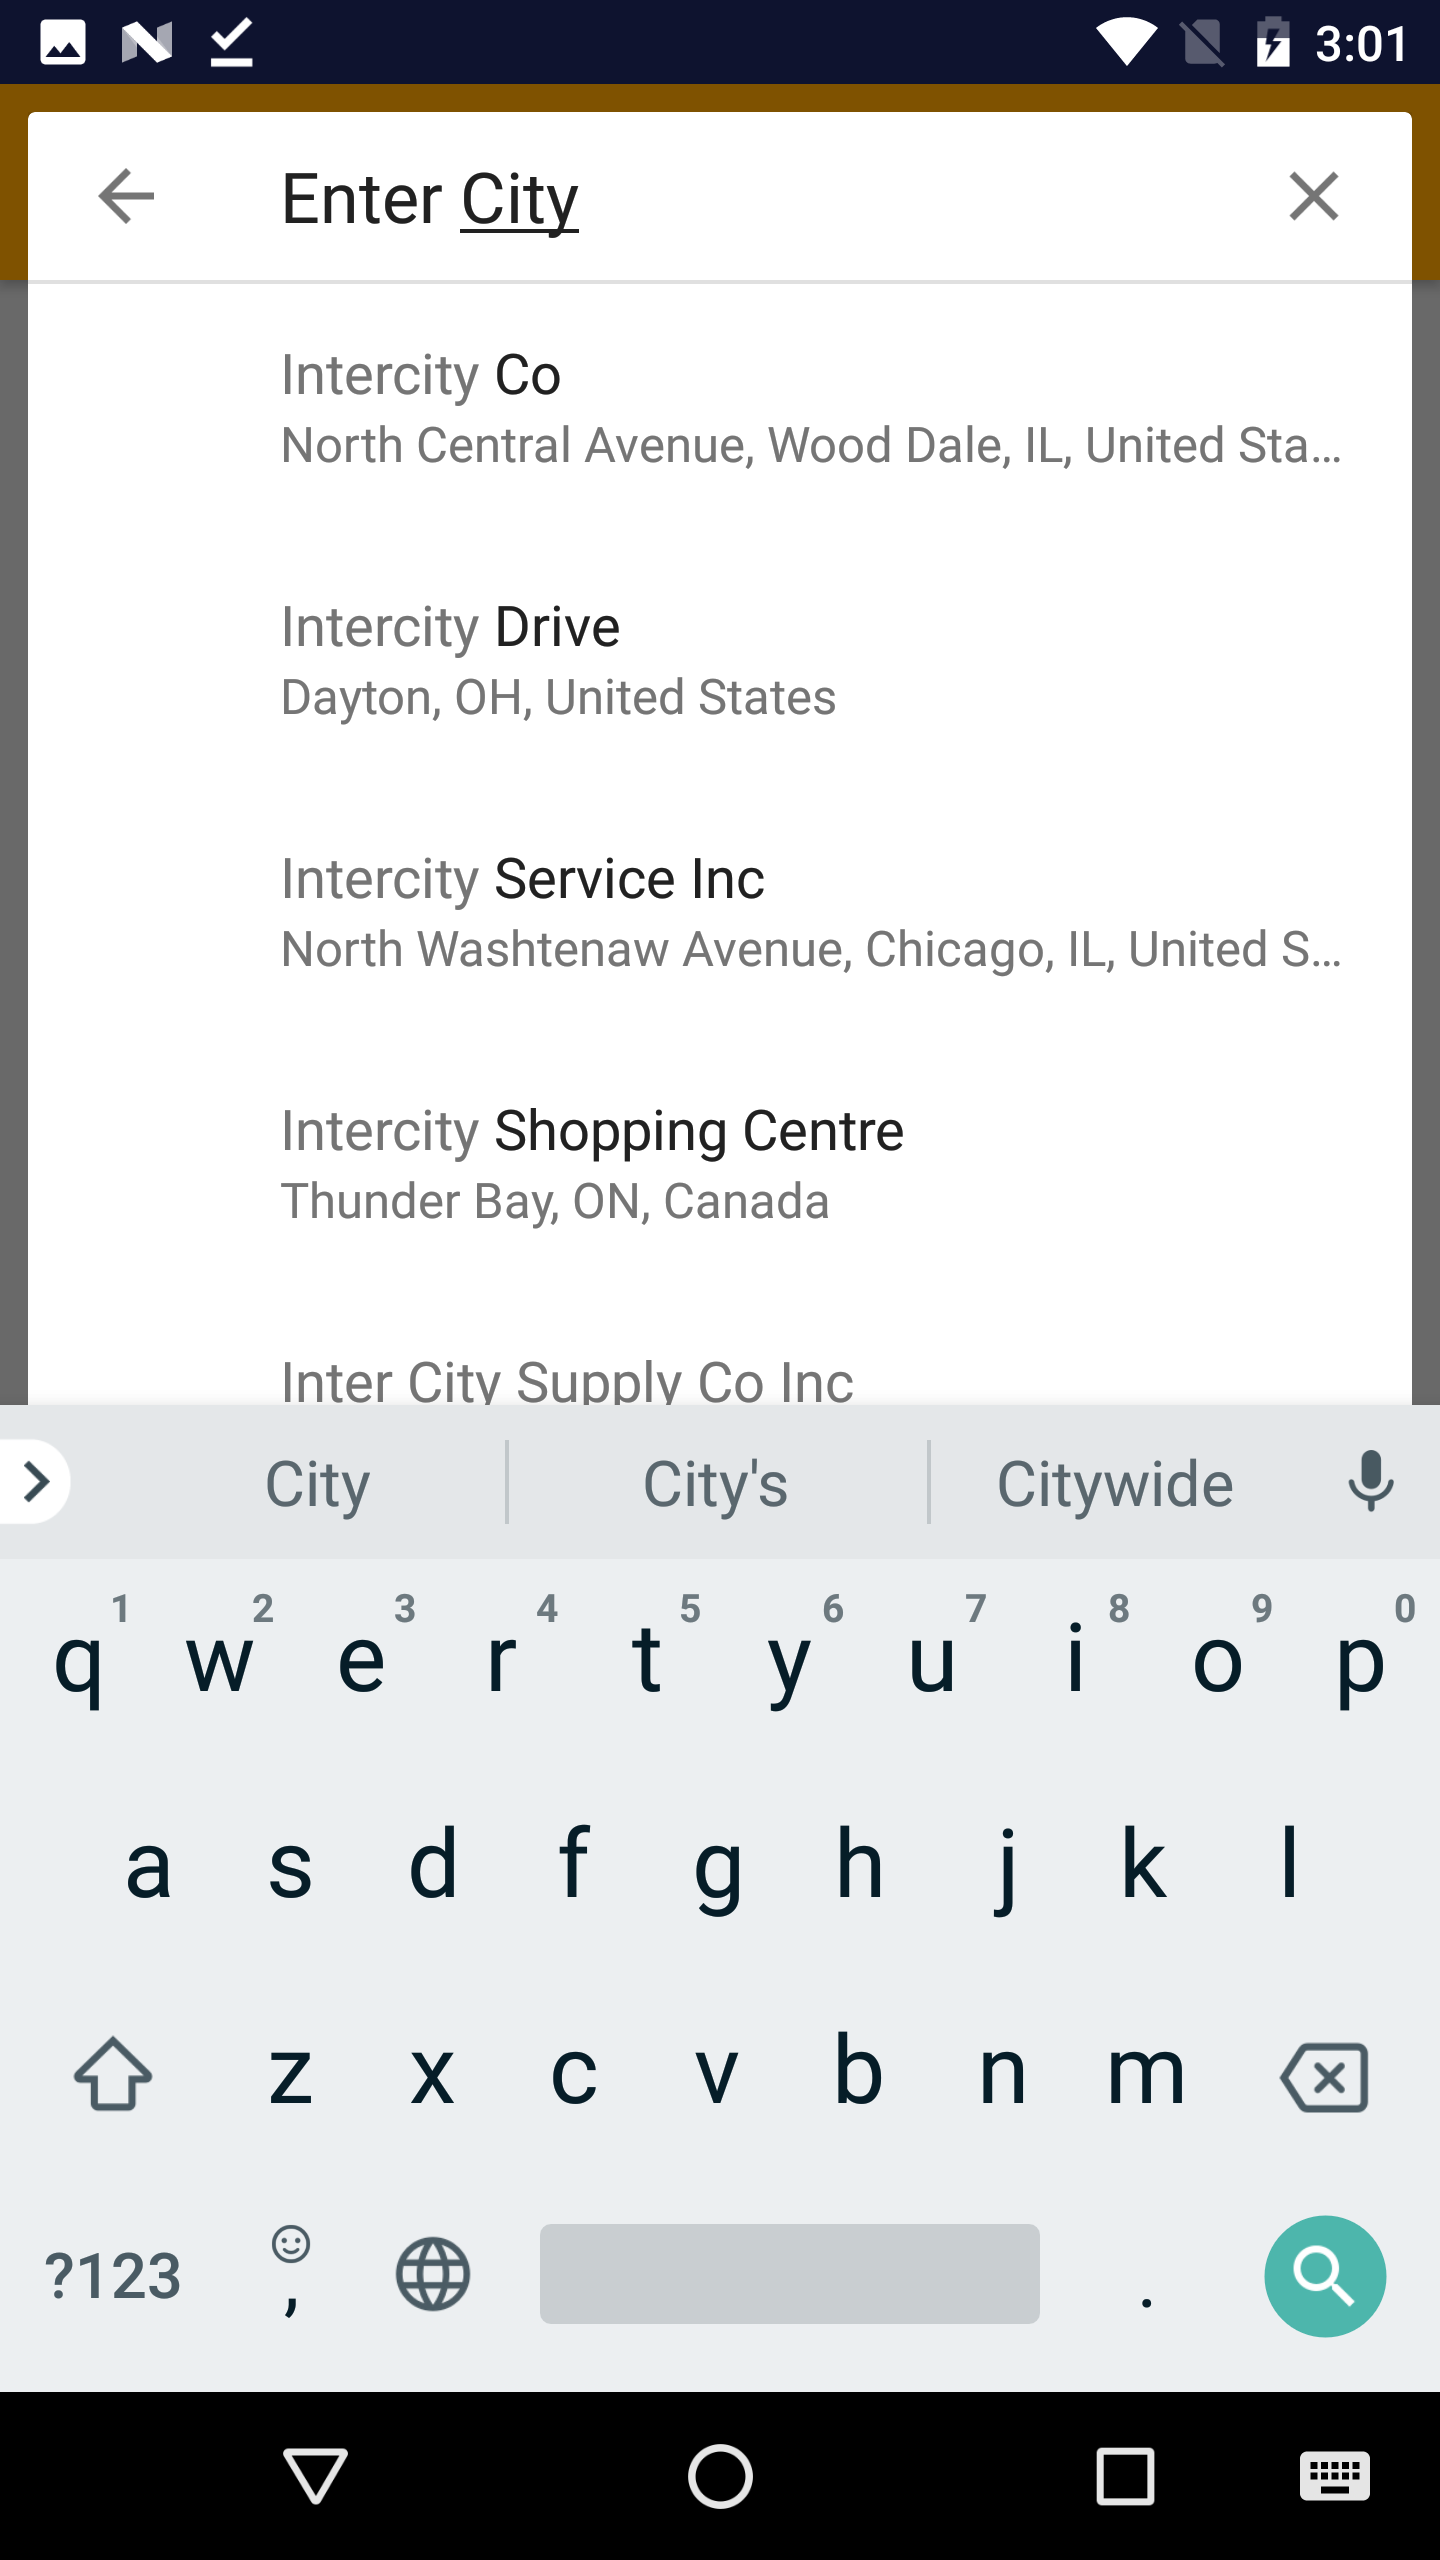 3:01
Enter City
Intercity Co
North Central Avenue, Wood Dale, IL, United Sta...
Intercity Drive
Dayton, OH, United States
Intercity Service Inc
North Washtenaw Avenue, Chicago, IL, United S...
Intercity Shopping Centre
Thunder Bay, ON, Canada
Inter City Supply Co Inc
City City's Citywide
1 2 3 4 5 6 7 8 9 0
q w e r t y u i o p
a s d f g h j k l
z x c v b n m
?123 , .